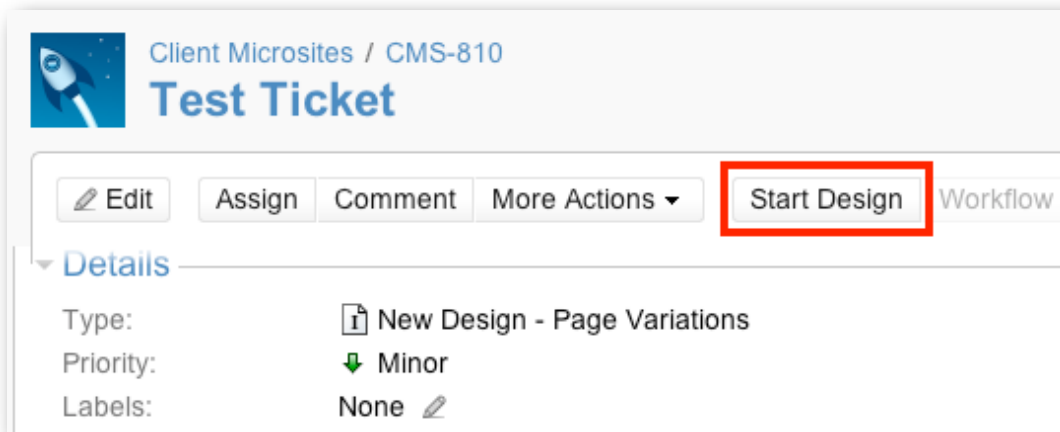 Client Microsites / CMS-810
Test Ticket
Edit Assign Comment More Actions Start Design Workflow
Details
Type: New Design - Page Variations
Priority: Minor
Labels: None